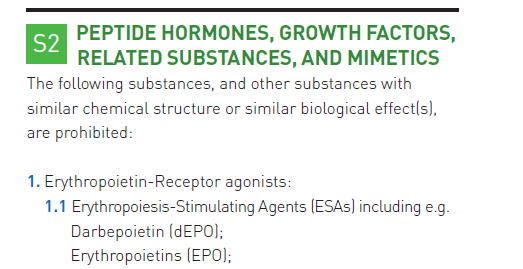 S2 PEPTIDE HORMONES, GROWTH FACTORS,
RELATED SUBSTANCES, AND MIMETICS
The following substances, and other substances with
similar chemical structure or similar biological effect(s),
are prohibited:
1. Erythropoietin-Receptor agonists:
1.1 Erythropoiesis-Stimulating Agents (ESAs) including e.g.
Darbepoietin (dEPO);
Erythropoietins (EPO);